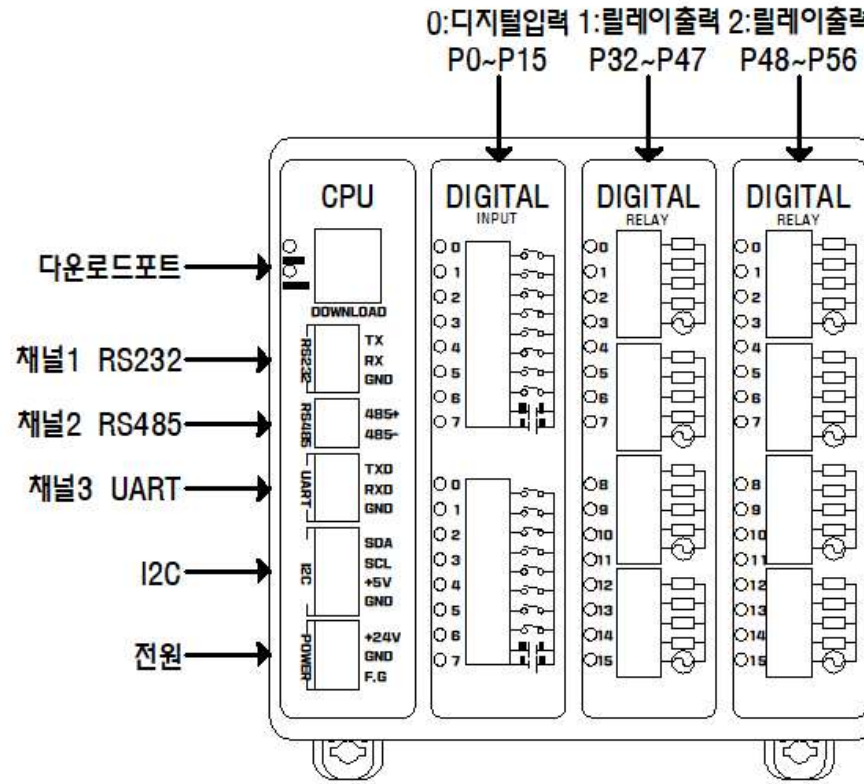 0:디지털입력 1:릴레이출력 2:릴레이출력
P0~P15 P32~P47 P48~P56
CPU
다운로드포트
DOWNLOAD
채널1 RS232
RS232
TX
RX
GND
채널2 RS485
RS485
485+
485-
채널3 UART
UART
TXD
RXD
GND
I2C
I2C
SDA
SCL
+5V
GND
전원
POWER
+24V
GND
F.G
DIGITAL
INPUT
0
1
2
3
4
5
6
7
0
1
2
3
4
5
6
7
DIGITAL
RELAY
0
1
2
3
4
5
6
7
8
9
10
11
12
13
14
15
DIGITAL
RELAY
0
1
2
3
4
5
6
7
8
9
10
11
12
13
14
15